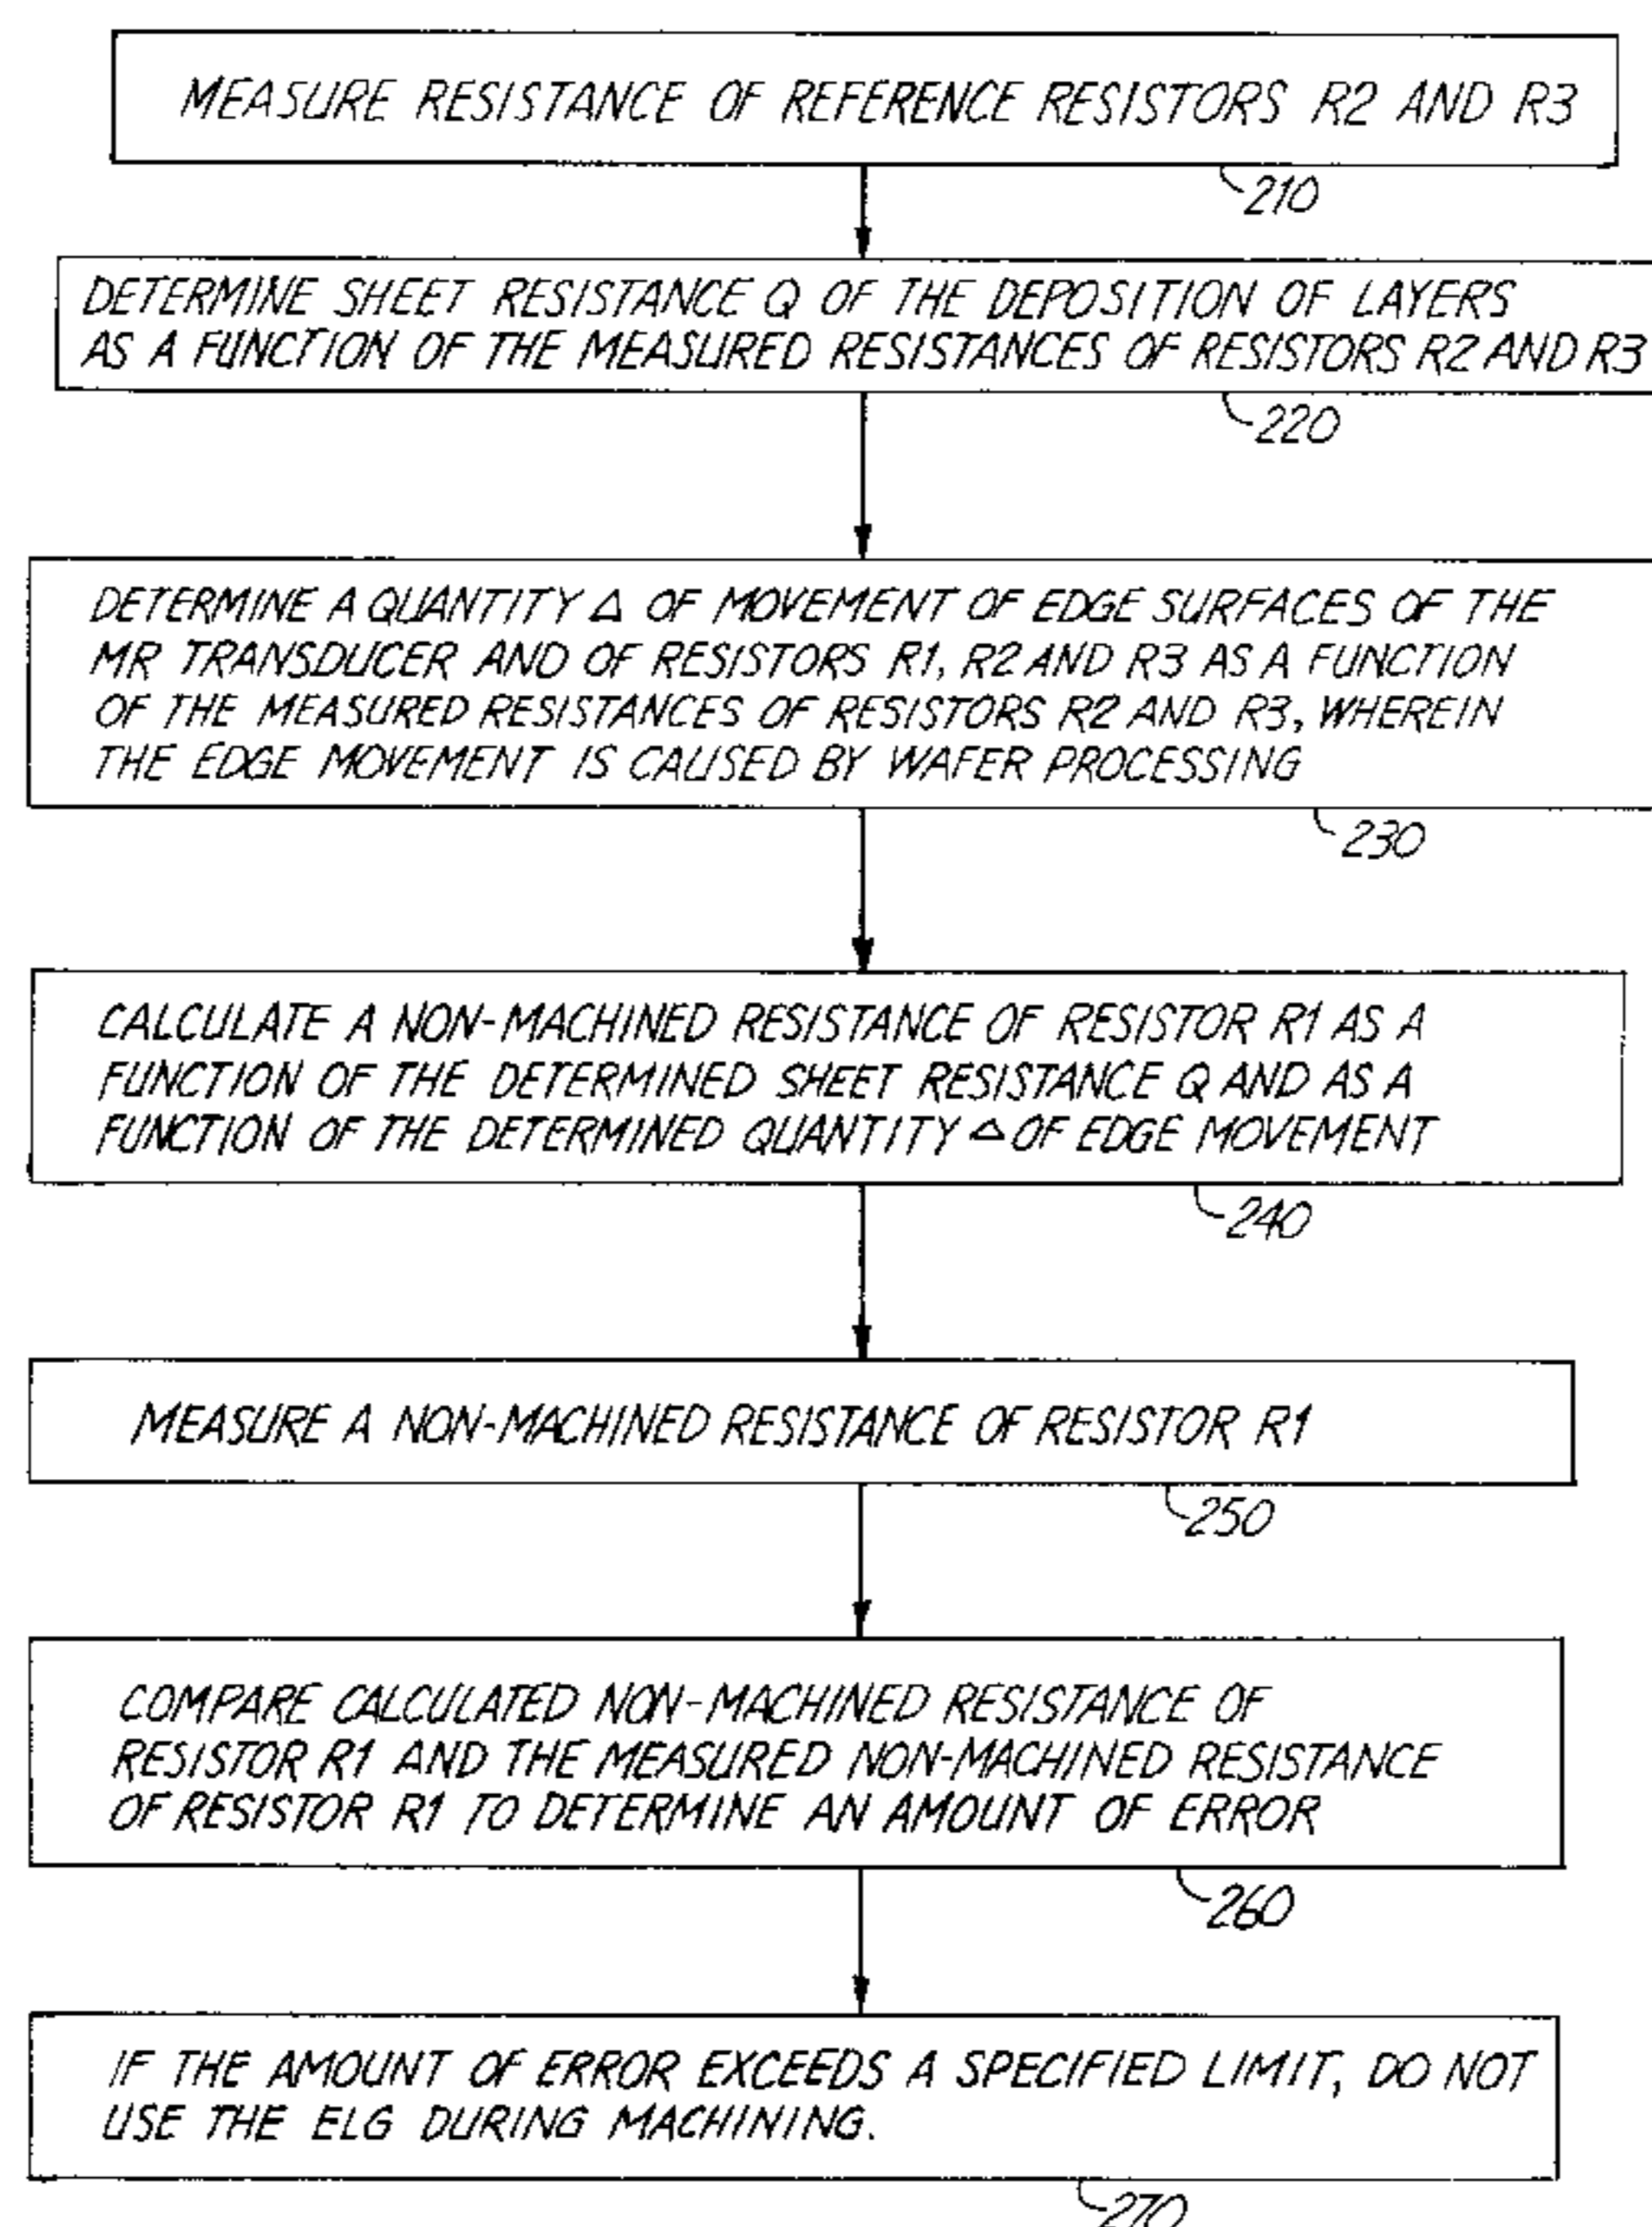 MEASURE RESISTANCE OF REFERENCE RESISTORS R2 AND R3
210
DETERMINE SHEET RESISTANCE Q OF THE DEPOSITION OF LAYERS
AS A FUNCTION OF THE MEASURED RESISTANCES OF RESISTORS R2 AND R3
220
DETERMINE A QUANTITY Δ OF MOVEMENT OF EDGE SURFACES OF THE
MR TRANSDUCER AND OF RESISTORS R1, R2 AND R3 AS A FUNCTION
OF THE MEASURED RESISTANCES OF RESISTORS R2 AND R3, WHEREIN
THE EDGE MOVEMENT IS CAUSED BY WAFER PROCESSING
230
CALCULATE A NON-MACHINED RESISTANCE OF RESISTOR R1 AS A
FUNCTION OF THE DETERMINED SHEET RESISTANCE Q AND AS A
FUNCTION OF THE DETERMINED QUANTITY Δ OF EDGE MOVEMENT
240
MEASURE A NON-MACHINED RESISTANCE OF RESISTOR R1
250
COMPARE CALCULATED NON-MACHINED RESISTANCE OF
RESISTOR R1 AND THE MEASURED NON-MACHINED RESISTANCE
OF RESISTOR R1 TO DETERMINE AN AMOUNT OF ERROR
260
IF THE AMOUNT OF ERROR EXCEEDS A SPECIFIED LIMIT, DO NOT
USE THE ELG DURING MACHINING.
270